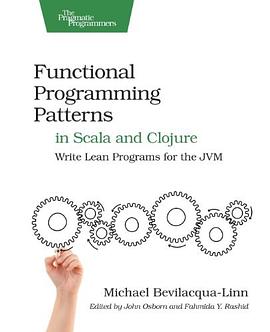 The
Pragmatic
Programmers
Functional
Programming
Patterns
in Scala and Clojure
Write Lean Programs for the JVM
Michael Bevilacqua-Linn
Edited by John Osborn and Fahmida Y. Rashid